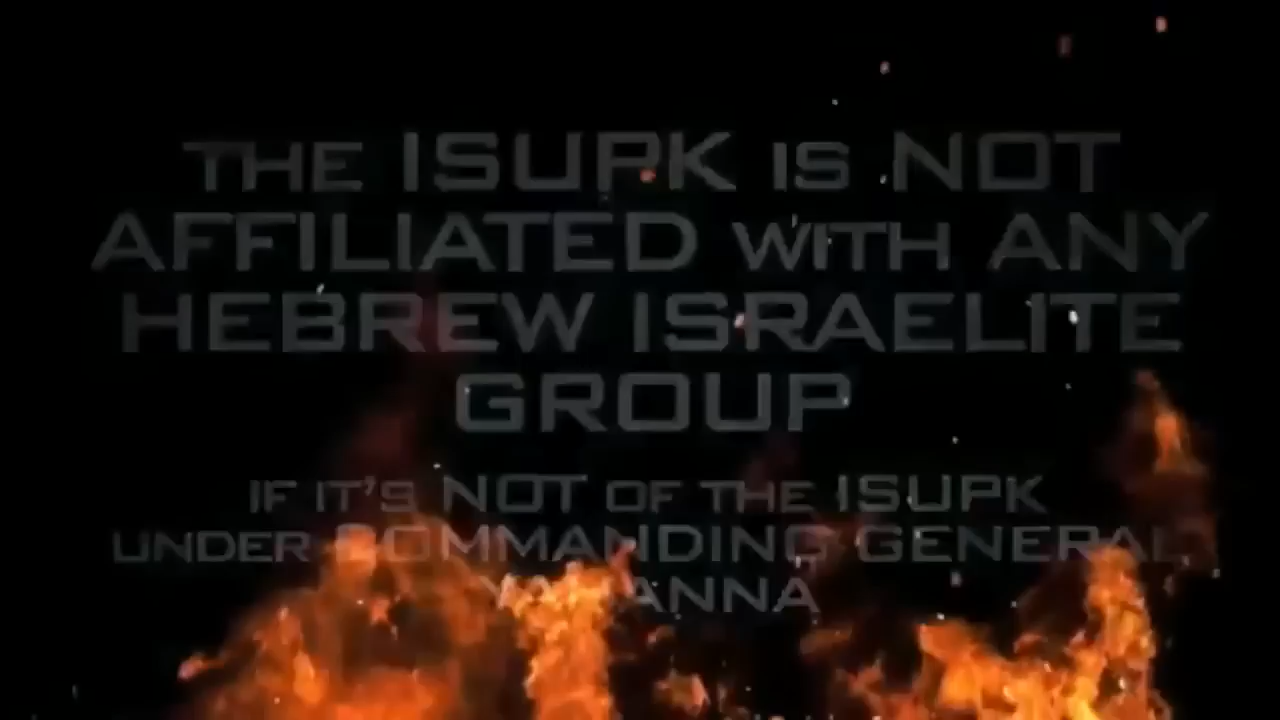 THE ISUPK IS NOT
AFFILIATED WITH ANY
HEBREW ISRAELITE
GROUP
IF IT'S NOT OF THE ISUPK
UNDER COMMANDING GENERAL